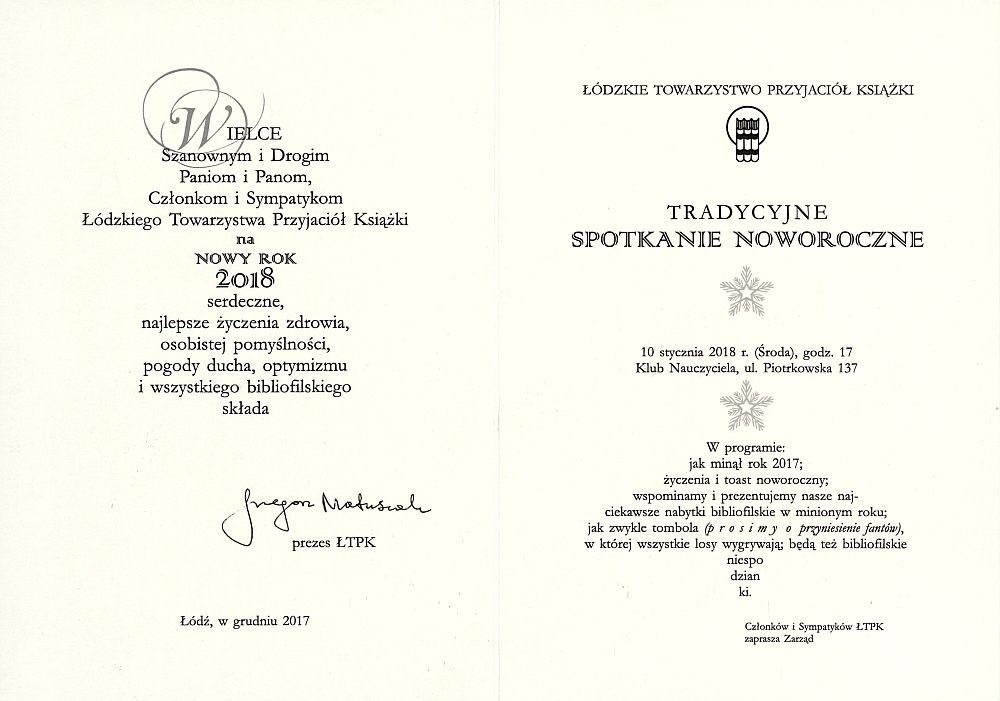 WIELCE
Szanownym i Drogim
Paniom i Panom,
Członkom i Sympatykom
Łódzkiego Towarzystwa Przyjaciół Książki
na
NOWY ROK
2018
serdeczne,
najlepsze życzenia zdrowia,
osobistej pomyślności,
pogody ducha, optymizmu
i wszystkiego bibliofilskiego
składa
Grzegorz Matuszak
prezes ŁTPK
Łódź, w grudniu 2017
ŁÓDZKIE TOWARZYSTWO PRZYJACIÓŁ KSIĄŻKI
TRADYCYJNE
SPOTKANIE NOWOROCZNE
10 stycznia 2018 r. (Środa), godz. 17
Klub Nauczyciela, ul. Piotrkowska 137
W programie:
jak minął rok 2017;
życzenia i toast noworoczny;
wspominamy i prezentujemy nasze naj-
ciekawsze nabytki bibliofilskie w minionym roku;
jak zwykle tombola (p r o s i m y o przyniesienie fantów),
w której wszystkie losy wygrywają; będą też bibliofilskie
niespo
dzian
ki.
Członków i Sympatyków ŁTPK
zaprasza Zarząd